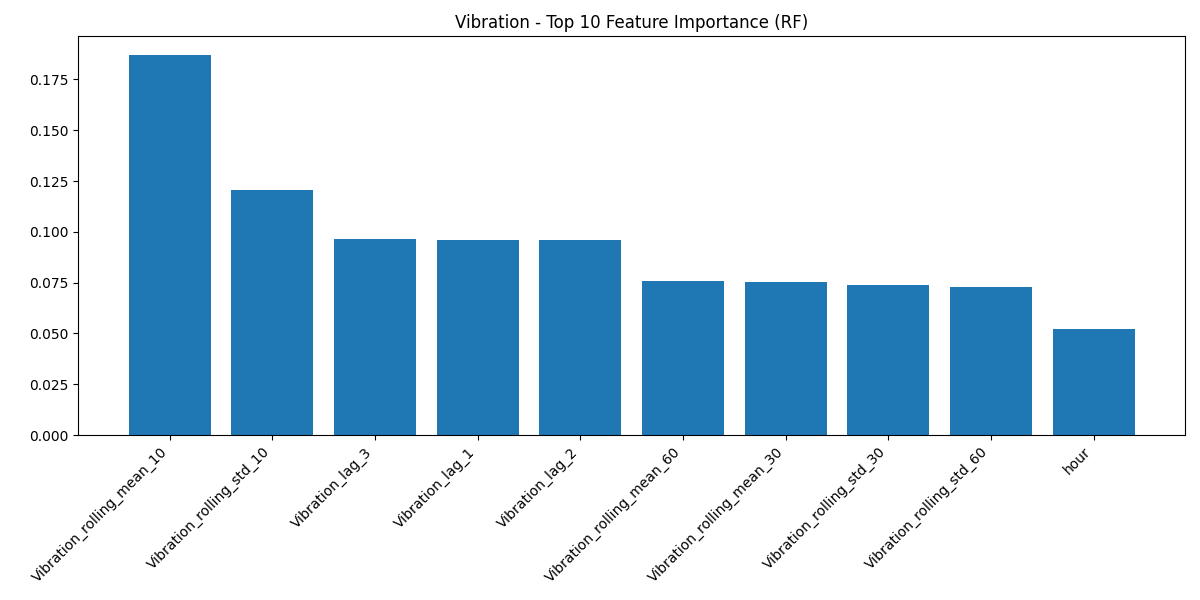 Vibration - Top 10 Feature Importance (RF)
0.175
0.150
0.125
0.100
0.075
0.050
0.025
0.000
Vibration_rolling_mean_10
Vibration_rolling_std_10
Vibration_lag_3
Vibration_lag_1
Vibration_lag_2
Vibration_rolling_mean_60
Vibration_rolling_mean_30
Vibration_rolling_std_30
Vibration_rolling_std_60
hour